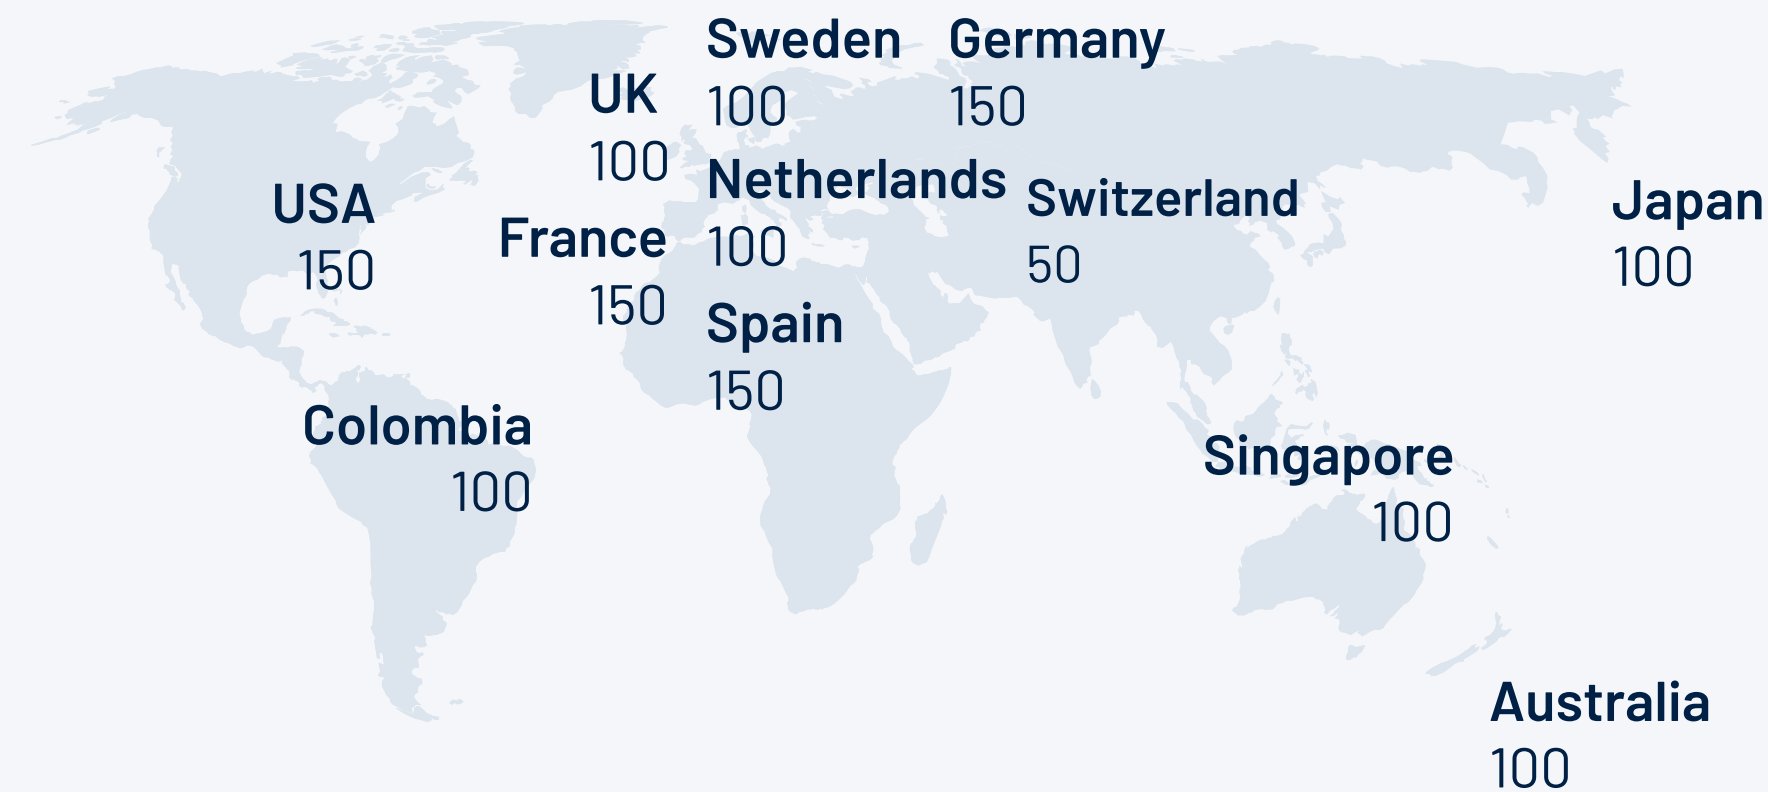 Sweden
100
Germany
150
UK
100
Netherlands
100
Switzerland
50
Japan
100
USA
150
France
150
Spain
150
Colombia
100
Singapore
100
Australia
100